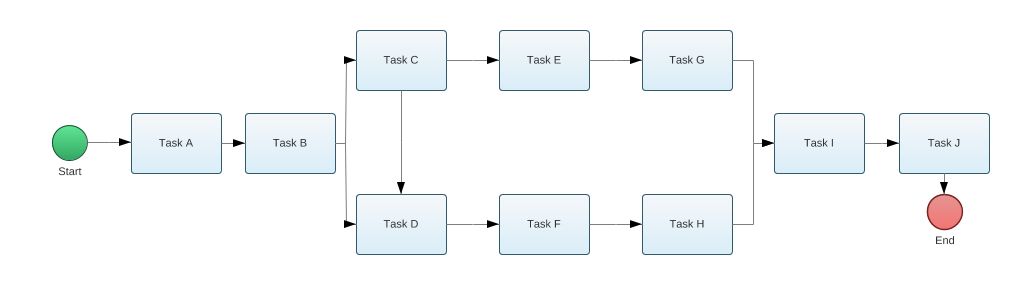 Task C
Task E
Task G
Start
Task A
Task B
Task I
Task J
Task D
Task F
Task H
End